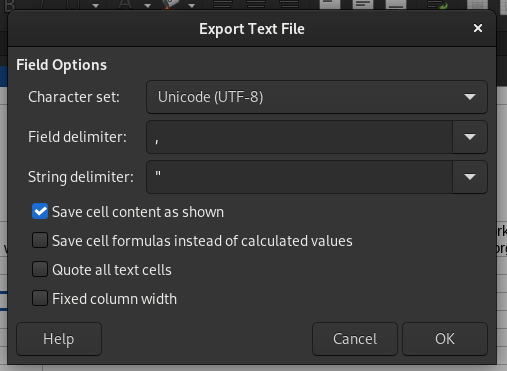 Export Text File
Field Options
Character set: Unicode (UTF-8)
Field delimiter: ,
String delimiter: "
Save cell content as shown
Save cell formulas instead of calculated values
Quote all text cells
Fixed column width
Help Cancel OK